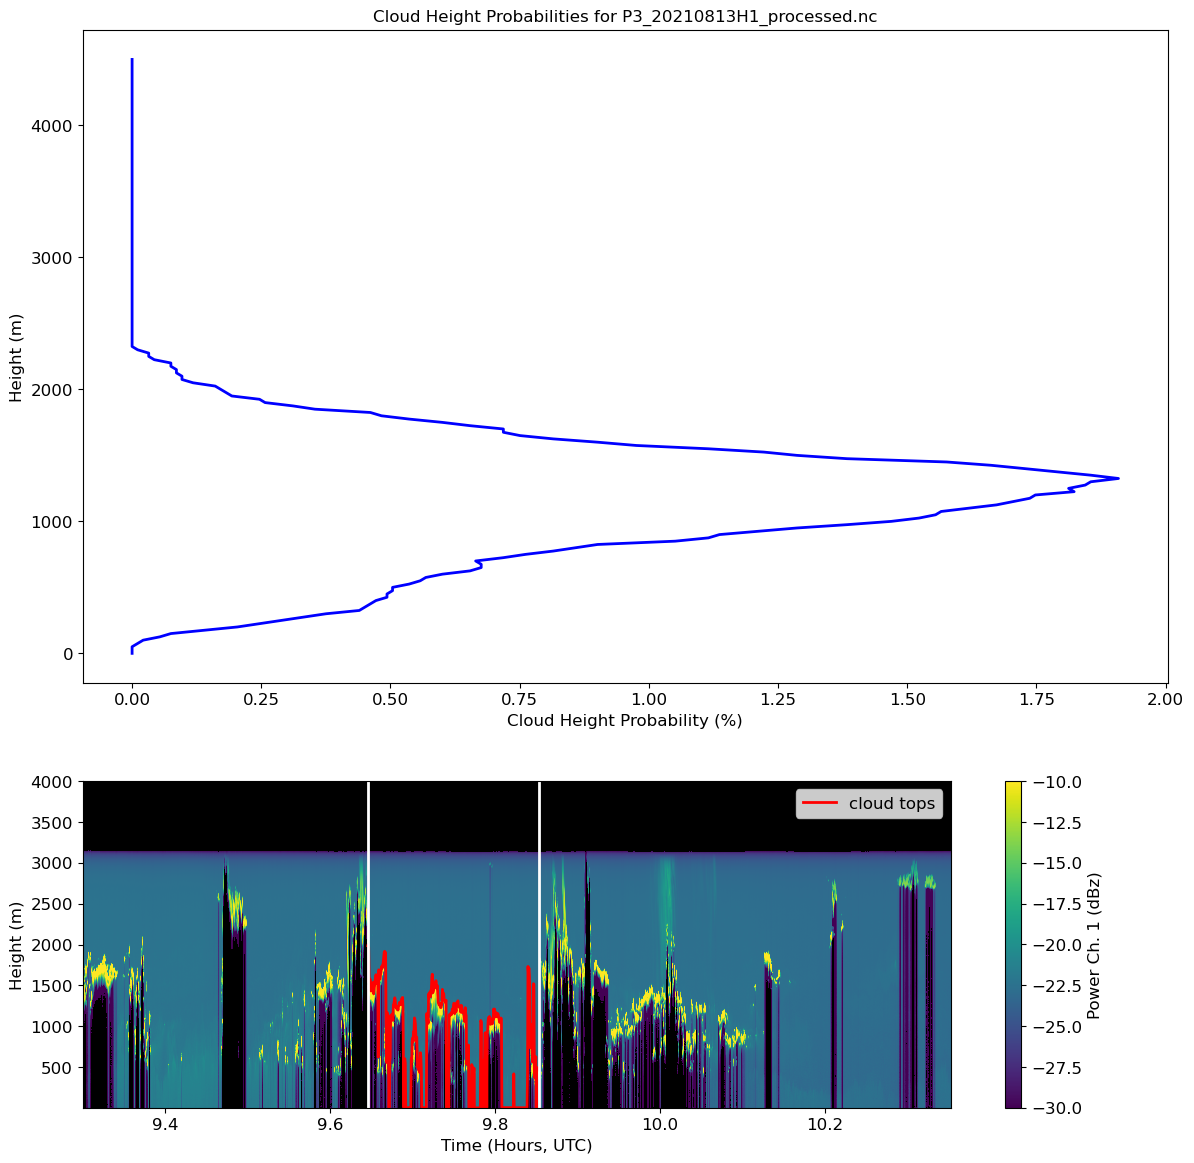 Cloud Height Probabilities for P3_20210813H1_processed.nc
4000
3000
2000
1000
0
Height (m)
0.00 0.25 0.50 0.75 1.00 1.25 1.50 1.75 2.00
Cloud Height Probability (%)
4000
3500
3000
2500
2000
1500
1000
500
Height (m)
cloud tops
9.4 9.6 9.8 10.0 10.2
Time (Hours, UTC)
−10.0
−12.5
−15.0
−17.5
−20.0
−22.5
−25.0
−27.5
−30.0
Power Ch. 1 (dBz)